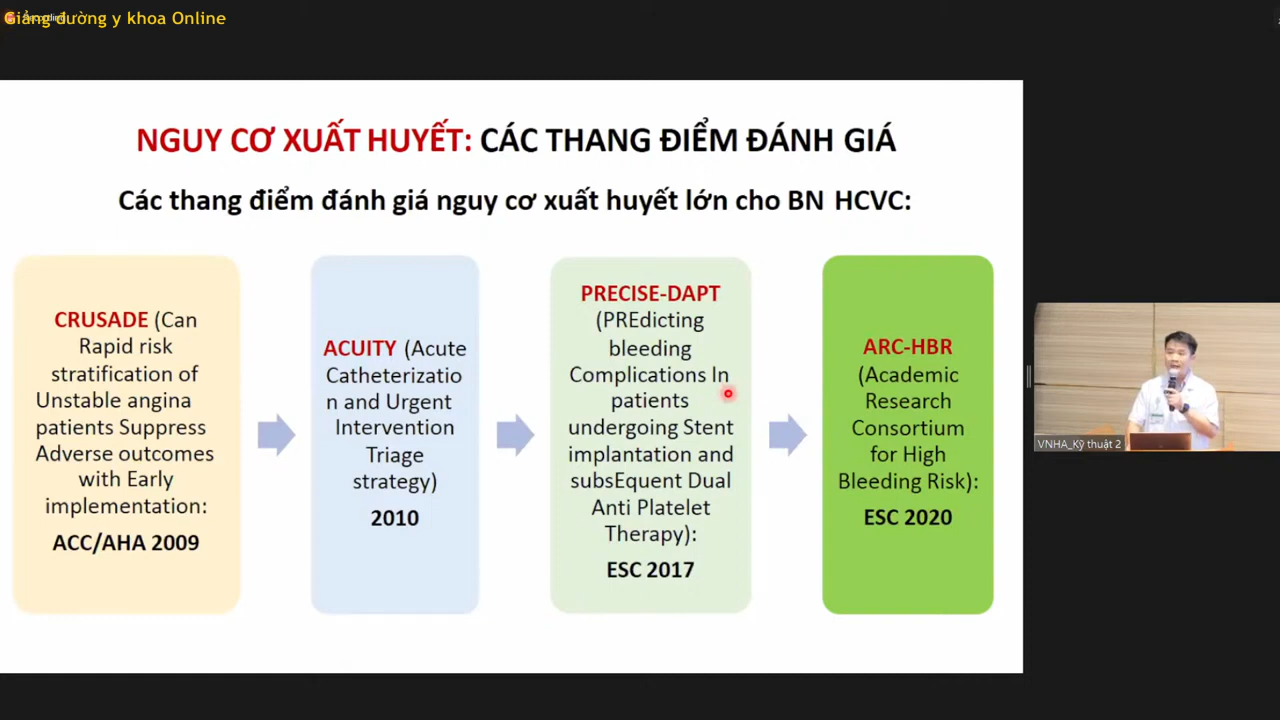 Giảng đường y khoa Online
NGUY CƠ XUẤT HUYẾT: CÁC THANG ĐIỂM ĐÁNH GIÁ
Các thang điểm đánh giá nguy cơ xuất huyết lớn cho BN HCVC:
CRUSADE (Can
Rapid risk
stratification of
Unstable angina
patients Suppress
Adverse outcomes
with Early
implementation:
ACC/AHA 2009
ACUITY (Acute
Catheterizatio
n and Urgent
Intervention
Triage
strategy)
2010
PRECISE-DAPT
(PREdicting
bleeding
Complications In
patients
undergoing Stent
implantation and
subsEquent Dual
Anti Platelet
Therapy):
ESC 2017
ARC-HBR
(Academic
Research
Consortium
for High
Bleeding Risk):
ESC 2020
VNHA_Kỹ thuật 2